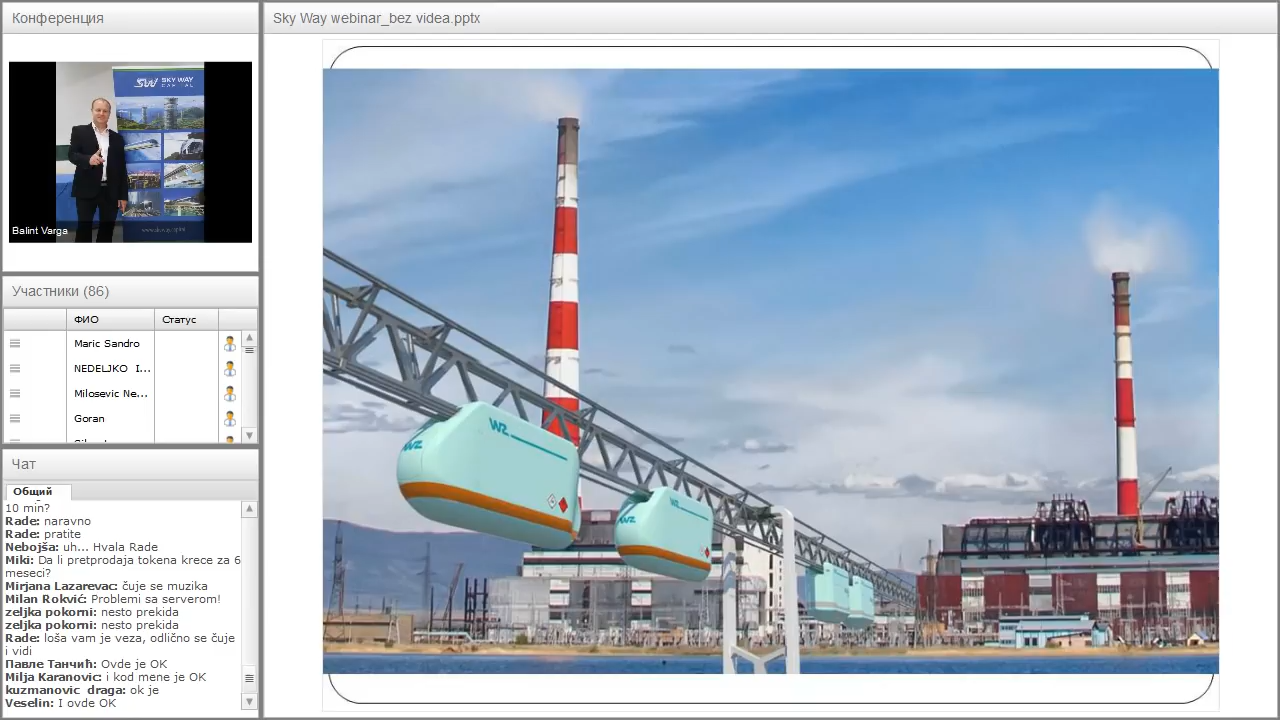 Конференция
SKY WAY
CAPITAL
Balint Varga
Участники (86)
ФИО Статус
Maric Sandro
NEDELJKO I...
Milosevic Ne...
Goran
Чат
Общий
10 min?
Rade: naravno
Rade: pratite
Nebojša: uh... Hvala Rade
Miki: Da li pretprodaja tokena krece za 6
meseci?
Mirjana Lazarevac: čuje se muzika
Milan Rokvić: Problemi sa serverom!
zeljka pokorni: nesto prekida
zeljka pokorni: nesto prekida
Rade: loša vam je veza, odlično se čuje
i vidi
Павле Танчић: Ovde je OK
Milja Karanovic: i kod mene je OK
kuzmanovic draga: ok je
Veselin: I ovde OK
Sky Way webinar_bez videa.pptx